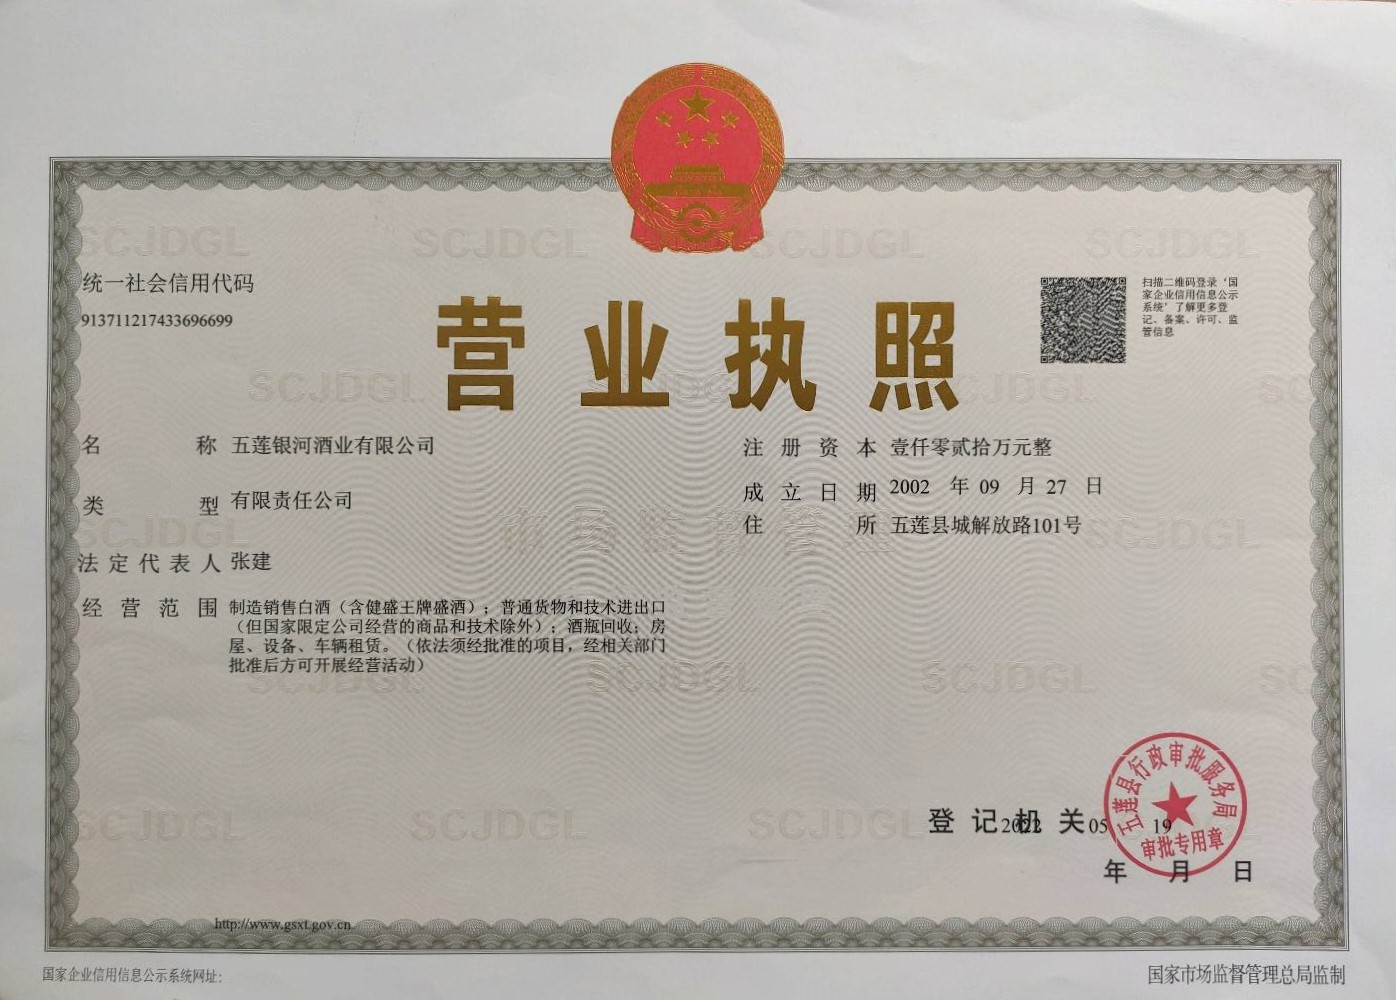 统一社会信用代码
913711217433696699
营业执照
扫描二维码登录‘国
家企业信用信息公示
系统’了解更多登
记、备案、许可、监
管信息
名称 五莲银河酒业有限公司
类型 有限责任公司
法定代表人 张建
经营范围 制造销售白酒（含健盛王牌盛酒）；普通货物和技术进出口
（但国家限定公司经营的商品和技术除外）；酒瓶回收；房
屋、设备、车辆租赁。（依法须经批准的项目，经相关部门
批准后方可开展经营活动）
注册资本 壹仟零贰拾万元整
成立日期 2002 年 09 月 27 日
住所 五莲县城解放路101号
登记机关
2022 05 19
年 月 日
五莲县行政审批服务局
审批专用章
http://www.gsxt.gov.cn
国家企业信用信息公示系统网址：
国家市场监督管理总局监制
SCJDGL
市场监督管理